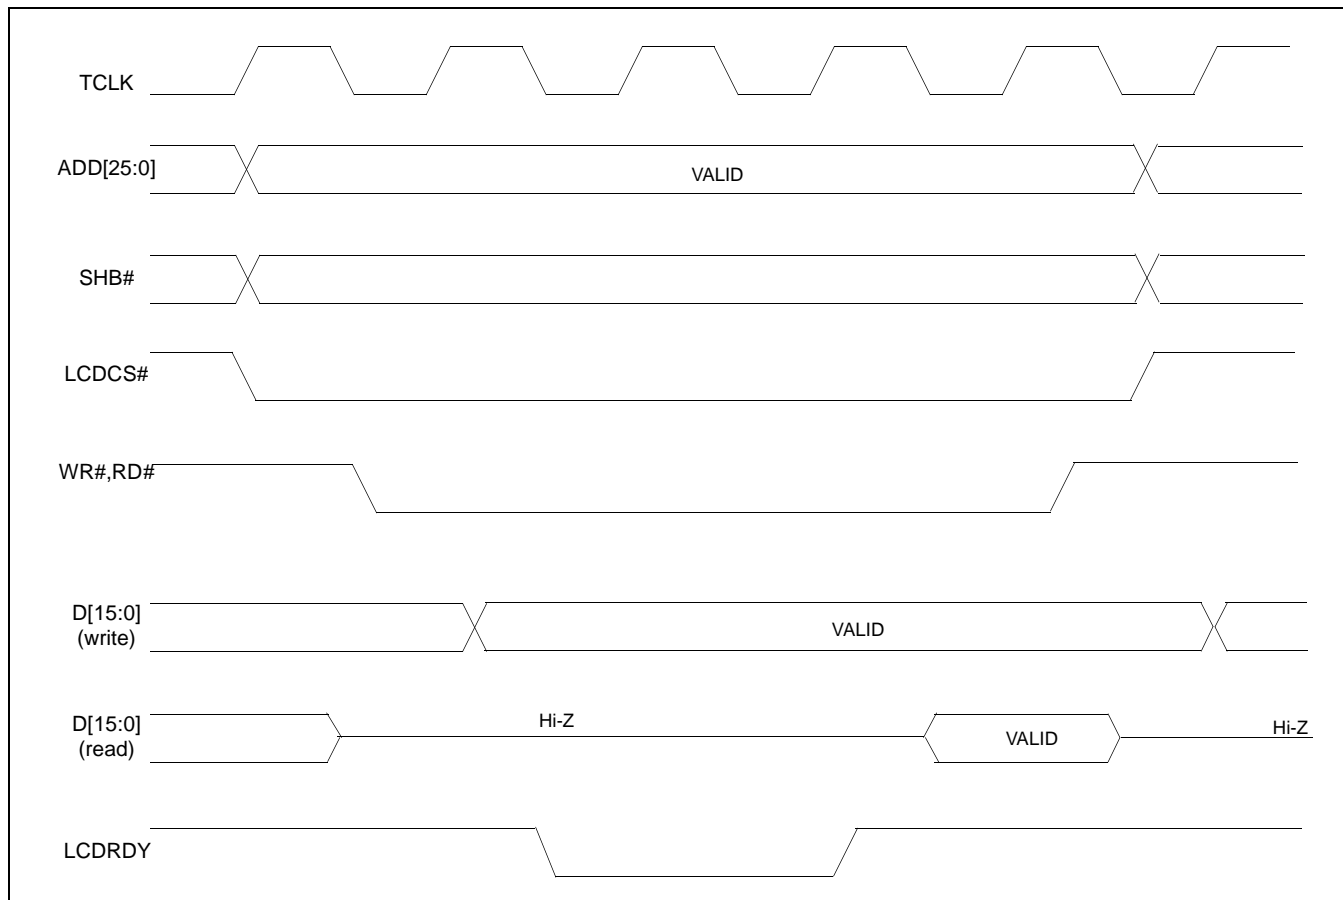 TCLK
ADD[25:0]
VALID
SHB#
LCDCS#
WR#,RD#
D[15:0]
(write)
VALID
D[15:0]
(read)
Hi-Z
VALID
Hi-Z
LCDRDY